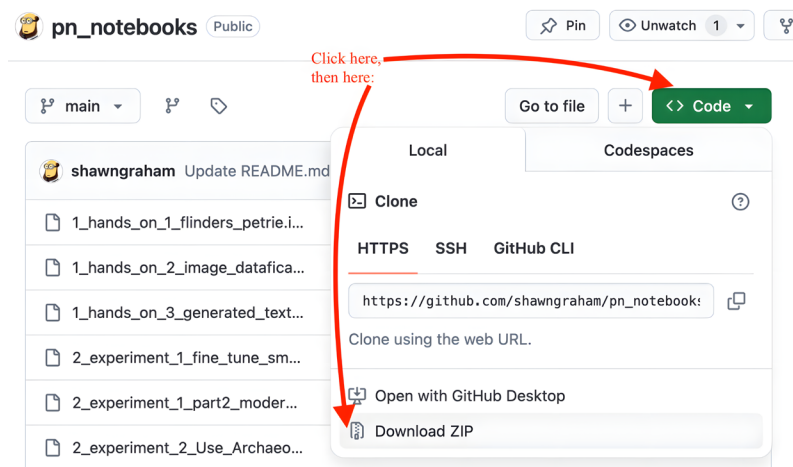 pn_notebooks Public Pin Unwatch 1
Click here,
then here:
main Go to file + <> Code
Local Codespaces
shawngraham Update README.md
Clone ?
1_hands_on_1_flinders_petrie.i...
HTTPS SSH GitHub CLI
1_hands_on_2_image_datafica...
https://github.com/shawngraham/pn_notebooks
1_hands_on_3_generated_text...
Clone using the web URL.
2_experiment_1_fine_tune_sm...
Open with GitHub Desktop
2_experiment_1_part2_moder...
Download ZIP
2_experiment_2_Use_Archaeo...